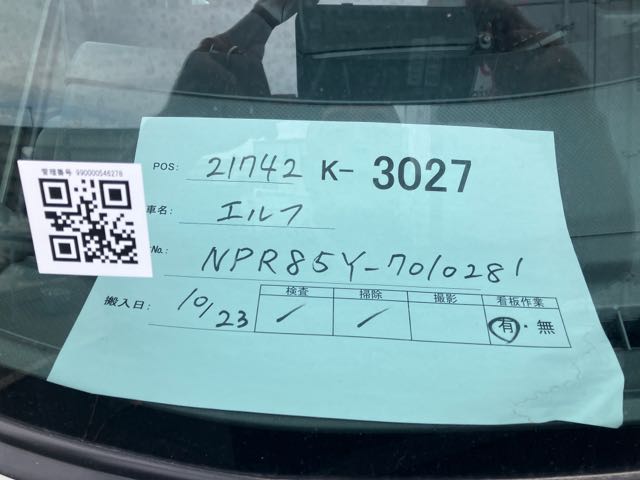 管理番号 990000546278
POS: 21742 K- 3027
車名: エルフ
No.: NPR85Y-7010281
搬入日: 10/23
検査 掃除 撮影 看板作業
✓ ✓ 有・無